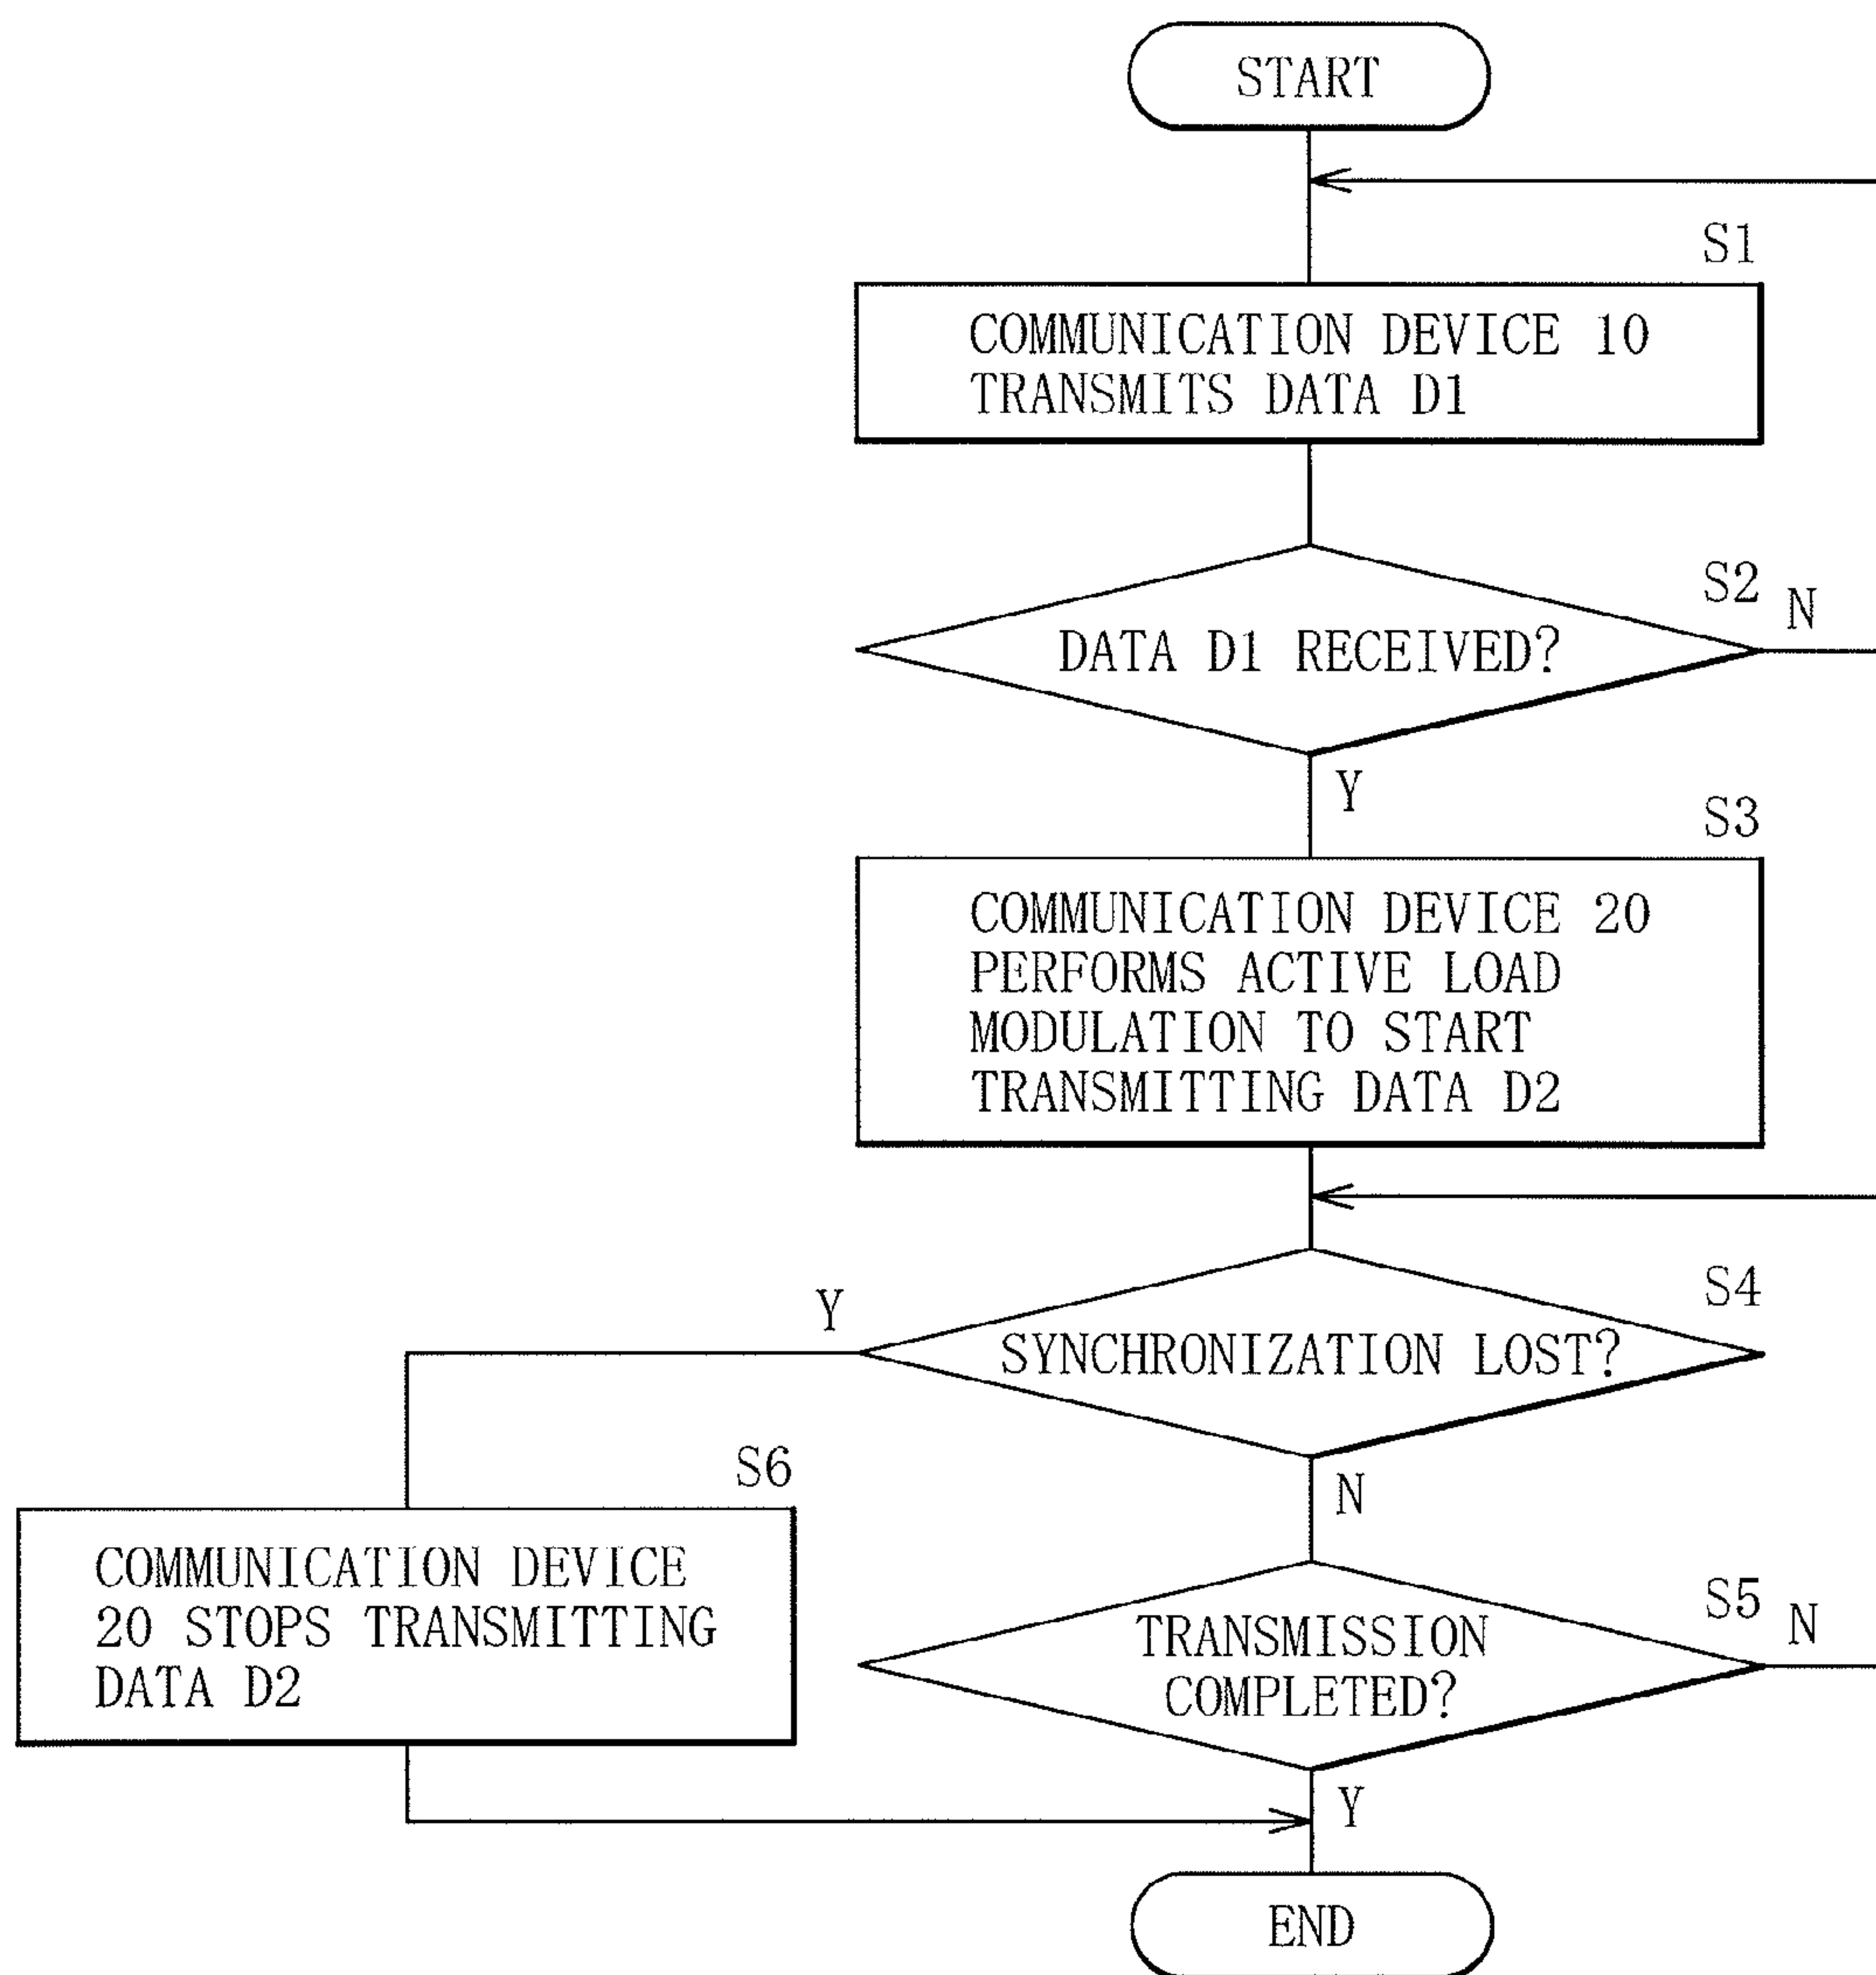 START
S1
COMMUNICATION DEVICE 10
TRANSMITS DATA D1
S2
N
DATA D1 RECEIVED?
Y
S3
COMMUNICATION DEVICE 20
PERFORMS ACTIVE LOAD
MODULATION TO START
TRANSMITTING DATA D2
S4
Y
SYNCHRONIZATION LOST?
N
S6
COMMUNICATION DEVICE
20 STOPS TRANSMITTING
DATA D2
S5
N
TRANSMISSION
COMPLETED?
Y
END